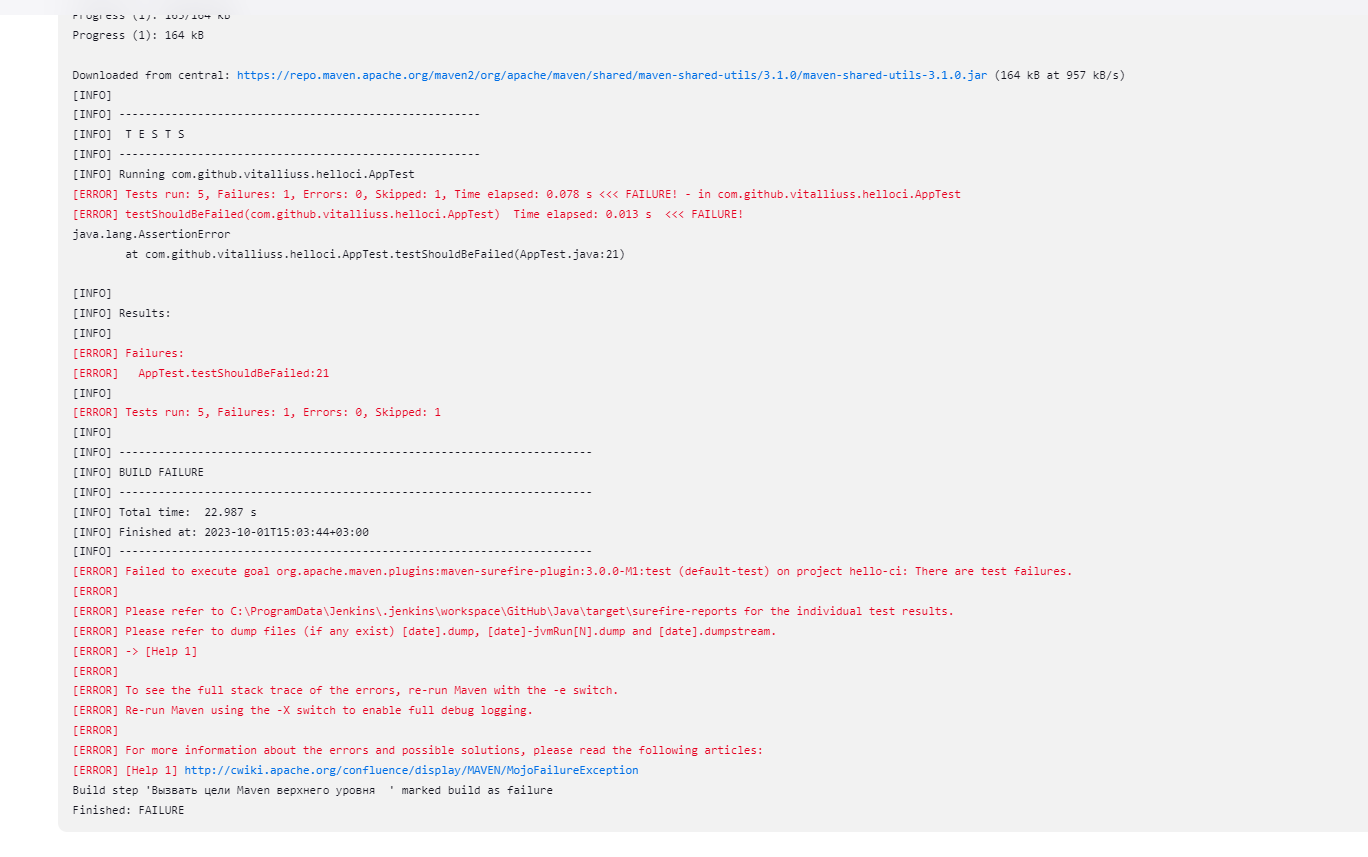 Progress (1): 163/164 kB
Progress (1): 164 kB
Downloaded from central: https://repo.maven.apache.org/maven2/org/apache/maven/shared/maven-shared-utils/3.1.0/maven-shared-utils-3.1.0.jar (164 kB at 957 kB/s)
[INFO]
[INFO] -------------------------------------------------------
[INFO]  T E S T S
[INFO] -------------------------------------------------------
[INFO] Running com.github.vitalliuss.helloci.AppTest
[ERROR] Tests run: 5, Failures: 1, Errors: 0, Skipped: 1, Time elapsed: 0.078 s <<< FAILURE! - in com.github.vitalliuss.helloci.AppTest
[ERROR] testShouldBeFailed(com.github.vitalliuss.helloci.AppTest)  Time elapsed: 0.013 s  <<< FAILURE!
java.lang.AssertionError
	at com.github.vitalliuss.helloci.AppTest.testShouldBeFailed(AppTest.java:21)
[INFO]
[INFO] Results:
[INFO]
[ERROR] Failures:
[ERROR]   AppTest.testShouldBeFailed:21
[INFO]
[ERROR] Tests run: 5, Failures: 1, Errors: 0, Skipped: 1
[INFO]
[INFO] ------------------------------------------------------------------------
[INFO] BUILD FAILURE
[INFO] ------------------------------------------------------------------------
[INFO] Total time:  22.987 s
[INFO] Finished at: 2023-10-01T15:03:44+03:00
[INFO] ------------------------------------------------------------------------
[ERROR] Failed to execute goal org.apache.maven.plugins:maven-surefire-plugin:3.0.0-M1:test (default-test) on project hello-ci: There are test failures.
[ERROR]
[ERROR] Please refer to C:\ProgramData\Jenkins\.jenkins\workspace\GitHub\Java\target\surefire-reports for the individual test results.
[ERROR] Please refer to dump files (if any exist) [date].dump, [date]-jvmRun[N].dump and [date].dumpstream.
[ERROR] -> [Help 1]
[ERROR]
[ERROR] To see the full stack trace of the errors, re-run Maven with the -e switch.
[ERROR] Re-run Maven using the -X switch to enable full debug logging.
[ERROR]
[ERROR] For more information about the errors and possible solutions, please read the following articles:
[ERROR] [Help 1] http://cwiki.apache.org/confluence/display/MAVEN/MojoFailureException
Build step 'Вызвать цели Maven верхнего уровня  ' marked build as failure
Finished: FAILURE